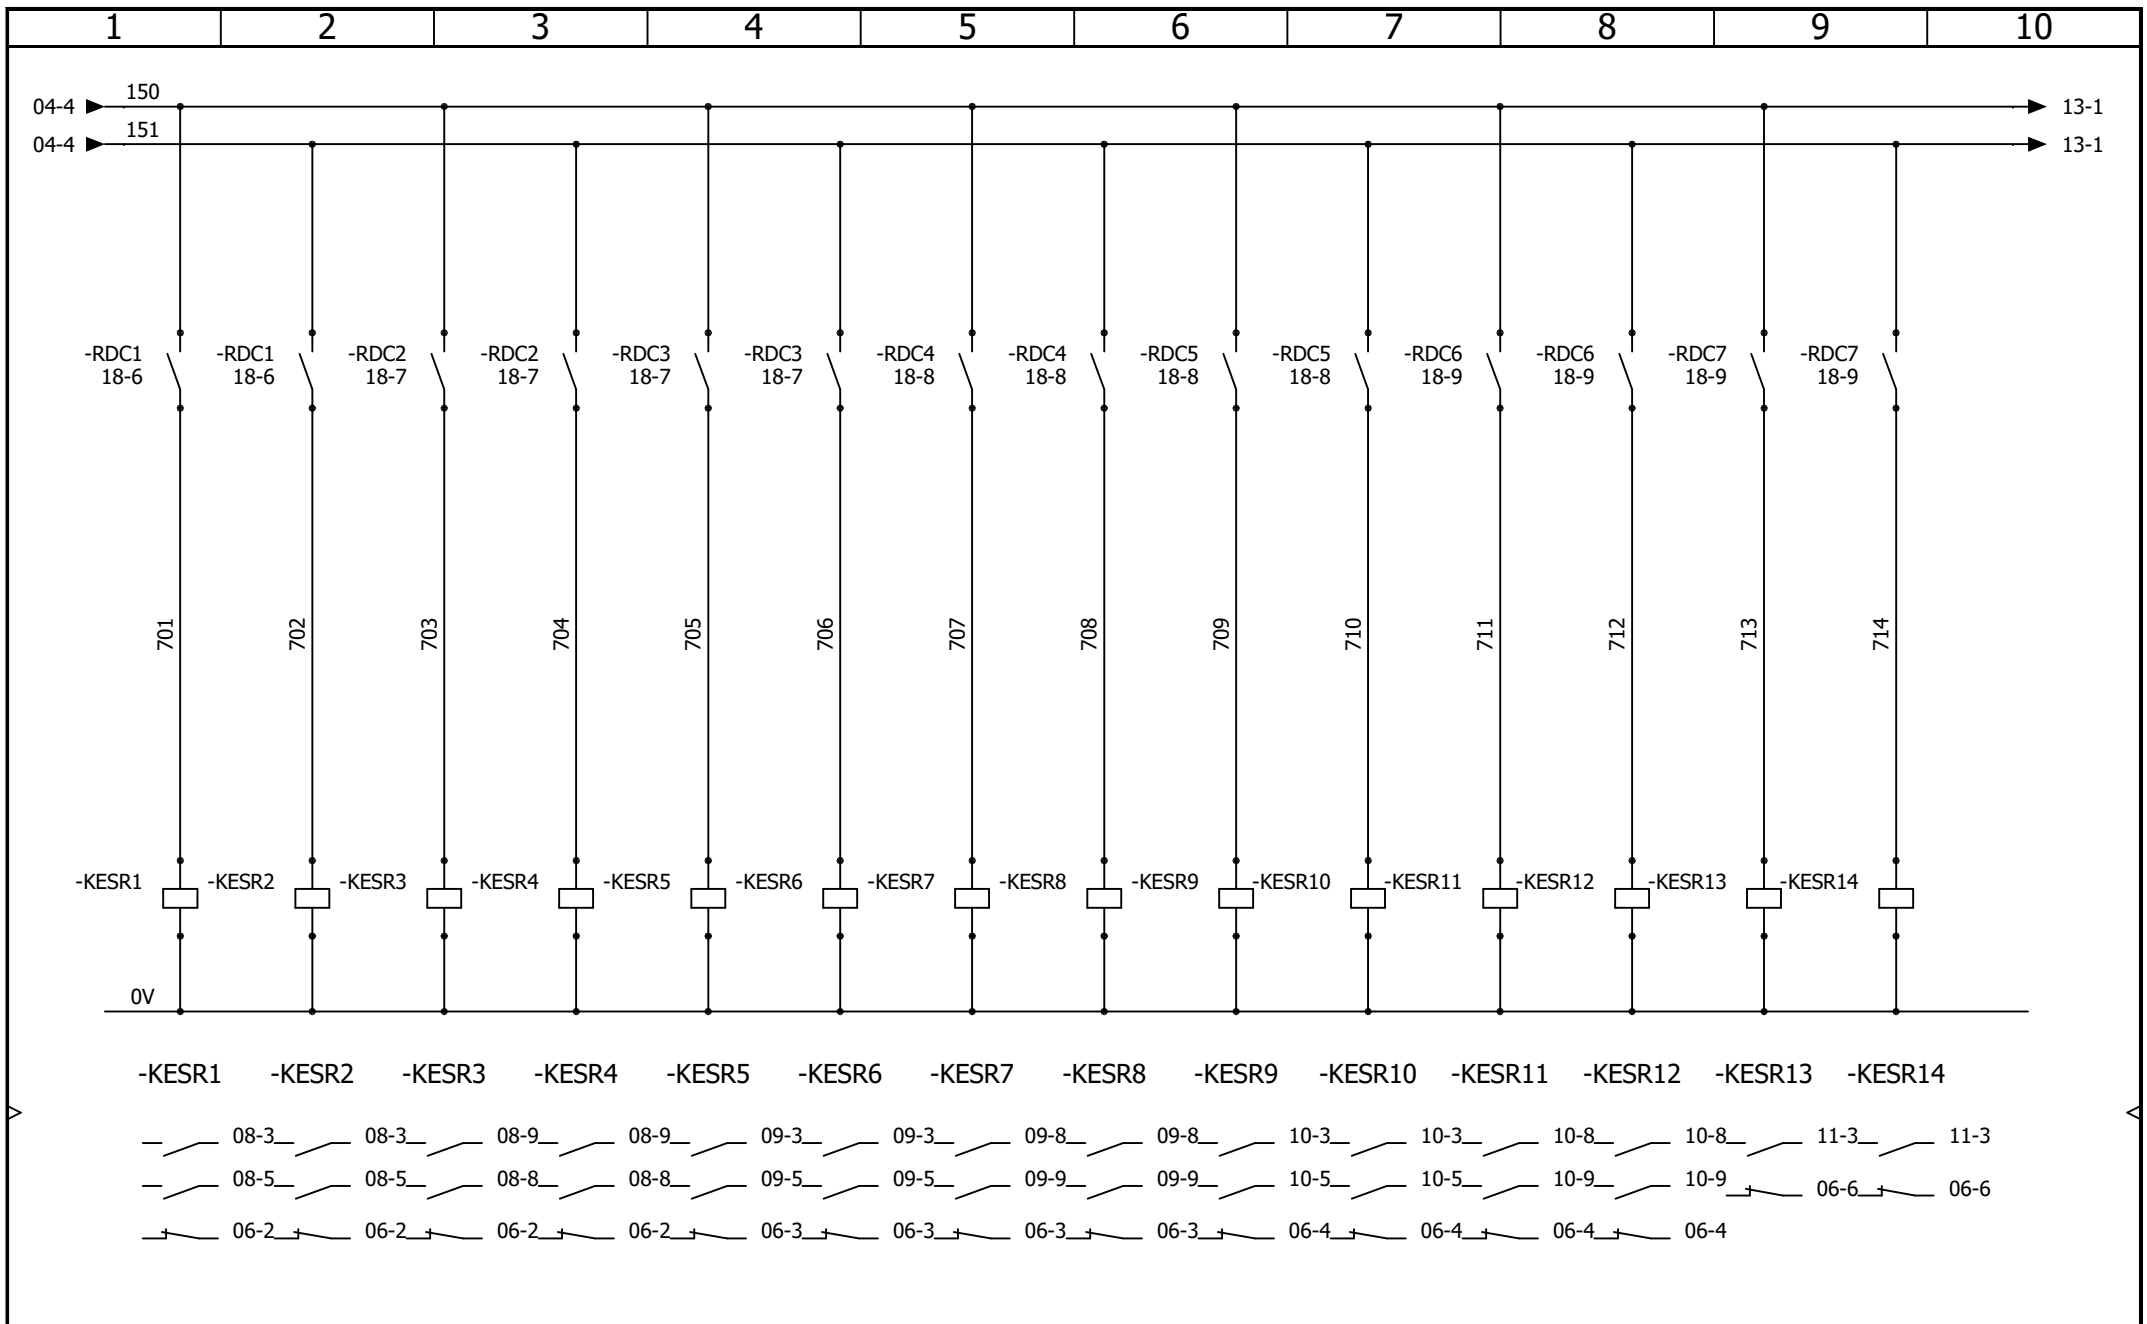 1 2 3 4 5 6 7 8 9 10
04-4 150 13-1
04-4 151 13-1
-RDC1 -RDC1 -RDC2 -RDC2 -RDC3 -RDC3 -RDC4 -RDC4 -RDC5 -RDC5 -RDC6 -RDC6 -RDC7 -RDC7
18-6 18-6 18-7 18-7 18-7 18-7 18-8 18-8 18-8 18-8 18-9 18-9 18-9 18-9
701 702 703 704 705 706 707 708 709 710 711 712 713 714
-KESR1 -KESR2 -KESR3 -KESR4 -KESR5 -KESR6 -KESR7 -KESR8 -KESR9 -KESR10 -KESR11 -KESR12 -KESR13 -KESR14
0V
-KESR1 -KESR2 -KESR3 -KESR4 -KESR5 -KESR6 -KESR7 -KESR8 -KESR9 -KESR10 -KESR11 -KESR12 -KESR13 -KESR14
08-3 08-3 08-9 08-9 09-3 09-3 09-8 09-8 10-3 10-3 10-8 10-8 11-3 11-3
08-5 08-5 08-8 08-8 09-5 09-5 09-9 09-9 10-5 10-5 10-9 10-9 06-6 06-6
06-2 06-2 06-2 06-2 06-3 06-3 06-3 06-3 06-4 06-4 06-4 06-4